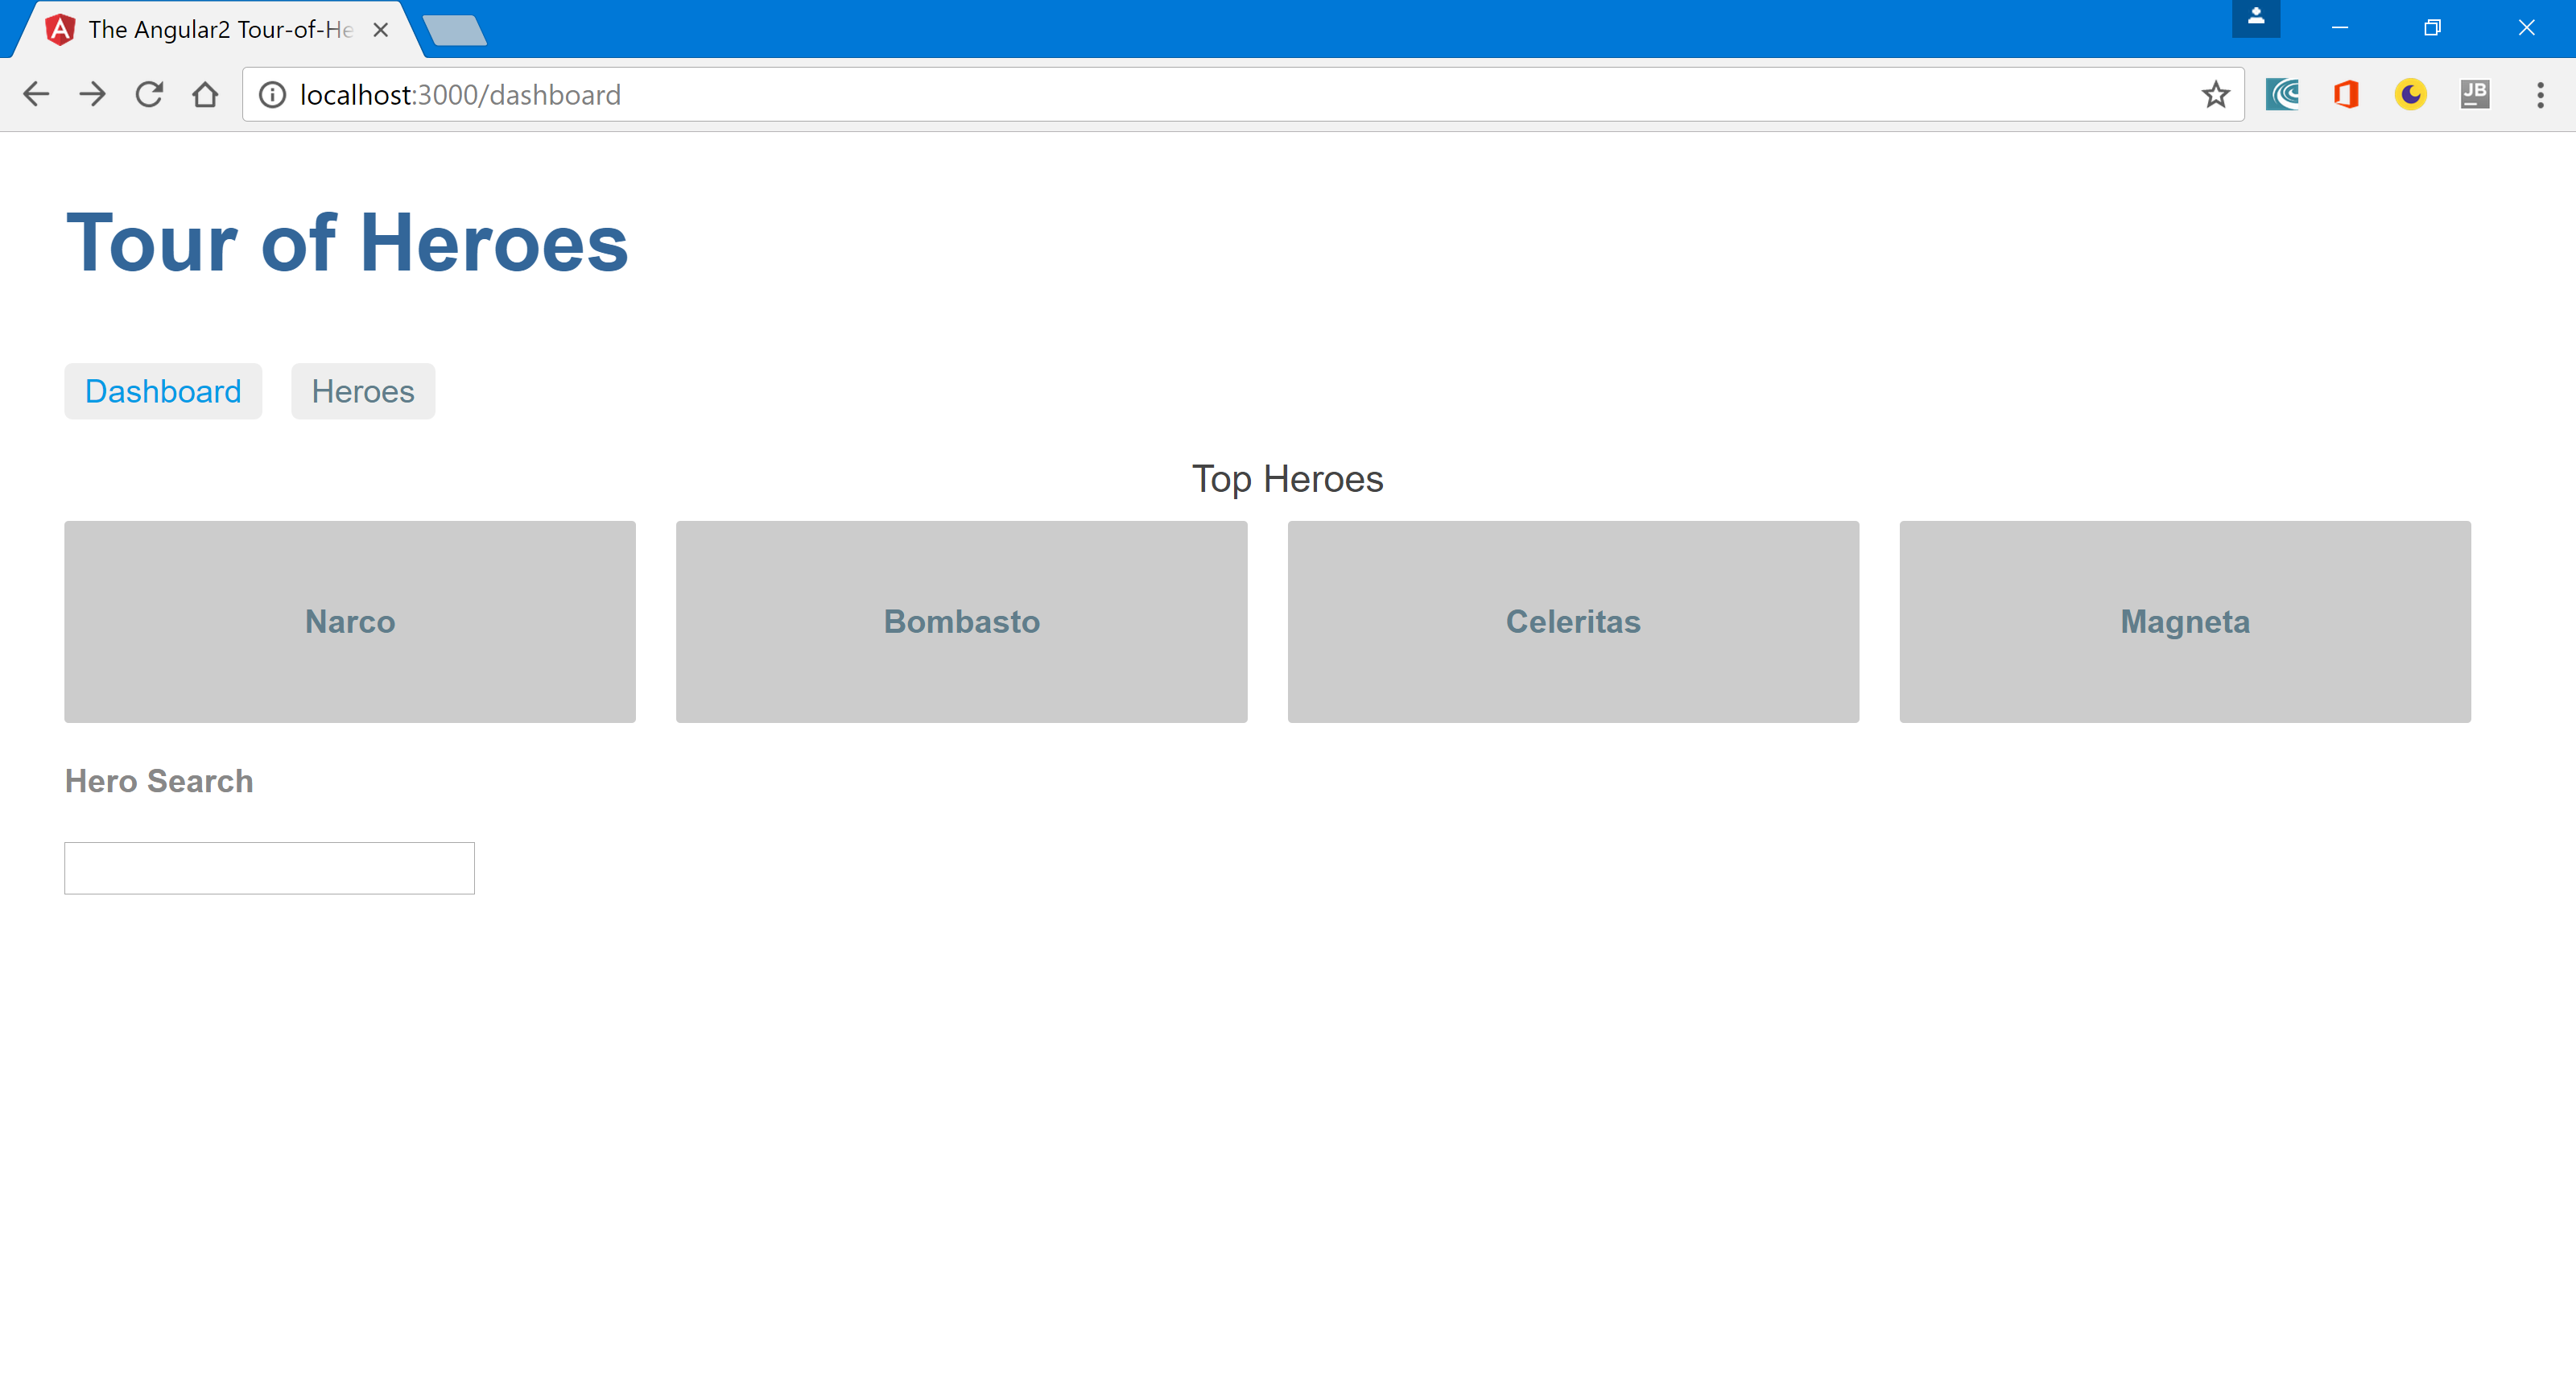 The Angular2 Tour-of-He
localhost:3000/dashboard
JB
Tour of Heroes
Dashboard Heroes
Top Heroes
Narco Bombasto Celeritas Magneta
Hero Search